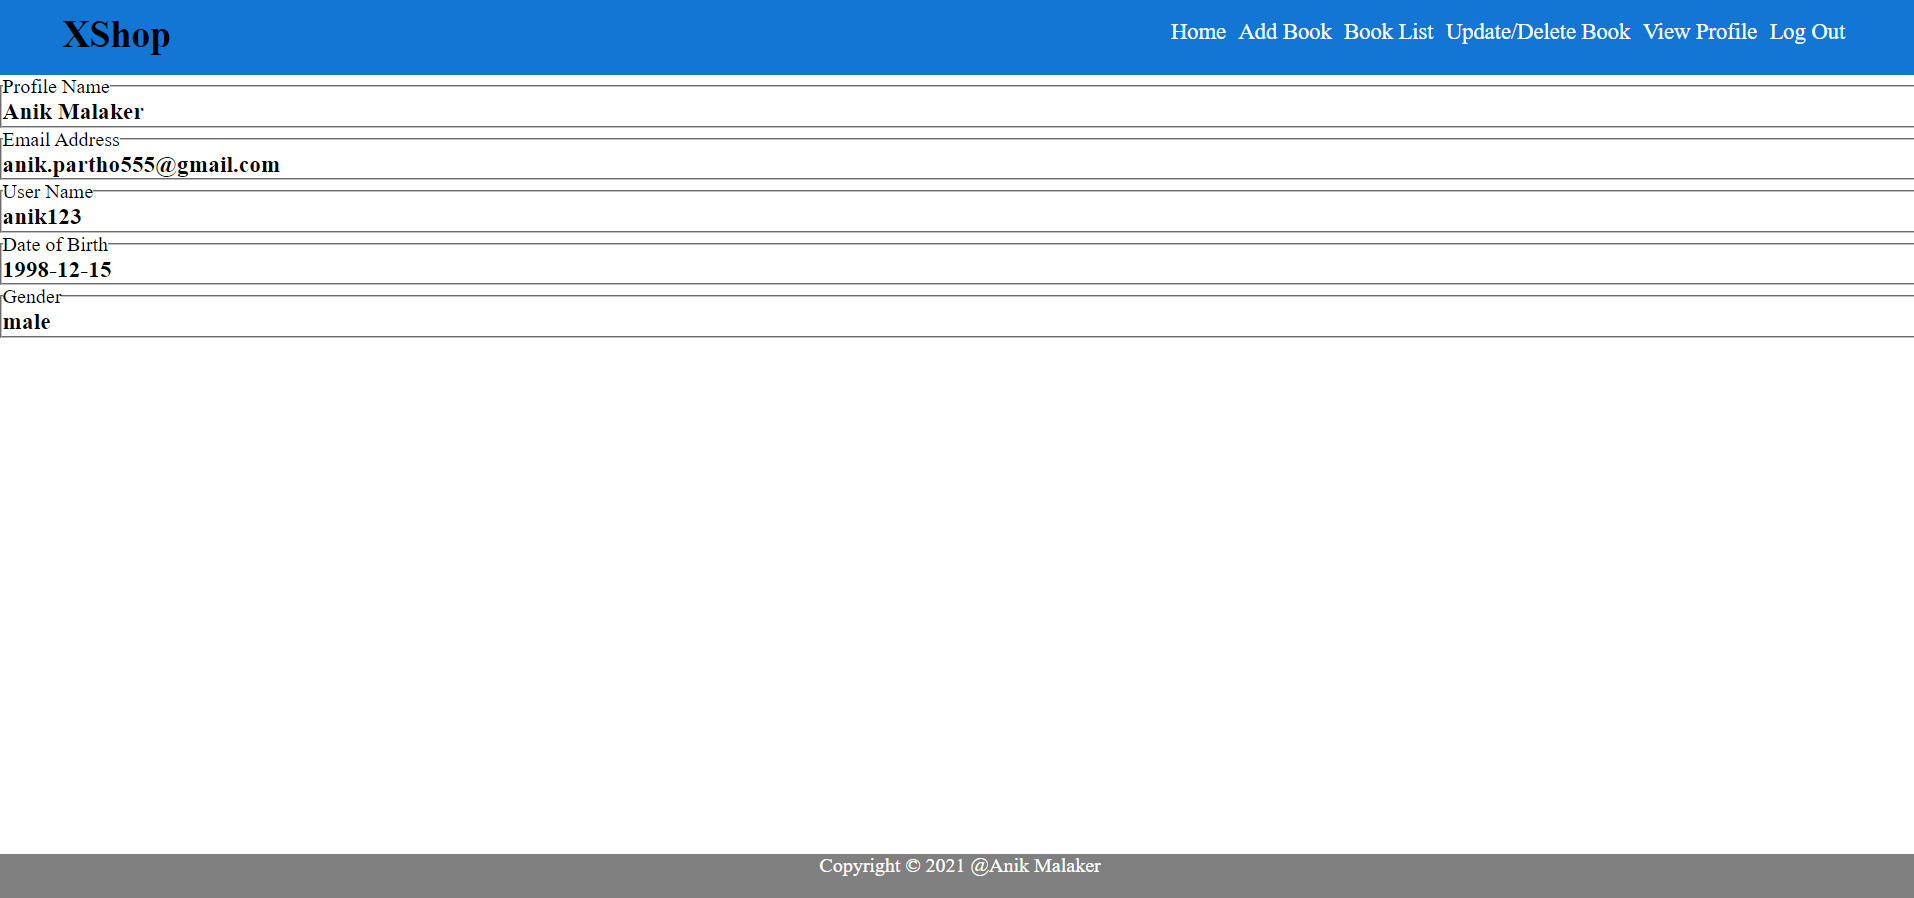 XShop
Home Add Book Book List Update/Delete Book View Profile Log Out
Profile Name
Anik Malaker
Email Address
anik.partho555@gmail.com
User Name
anik123
Date of Birth
1998-12-15
Gender
male
Copyright © 2021 @Anik Malaker